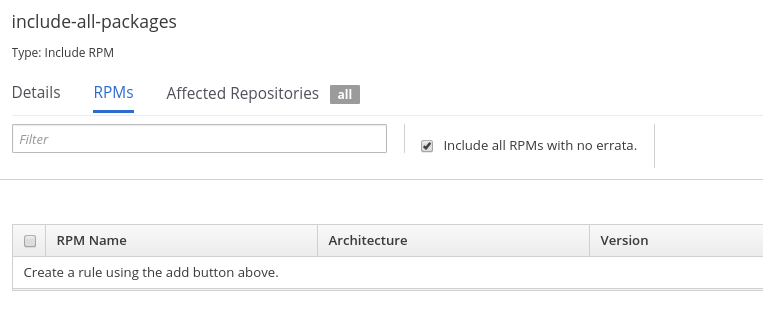 include-all-packages
Type: Include RPM
Details RPMs Affected Repositories all
Filter Include all RPMs with no errata.
RPM Name Architecture Version
Create a rule using the add button above.